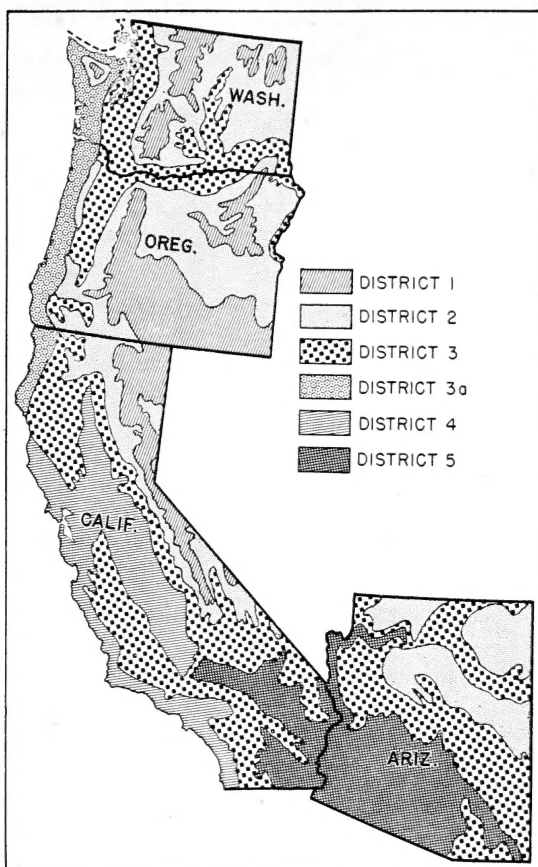 WASH.
OREG.
DISTRICT 1
DISTRICT 2
DISTRICT 3
DISTRICT 3a
DISTRICT 4
DISTRICT 5
CALIF.
ARIZ.